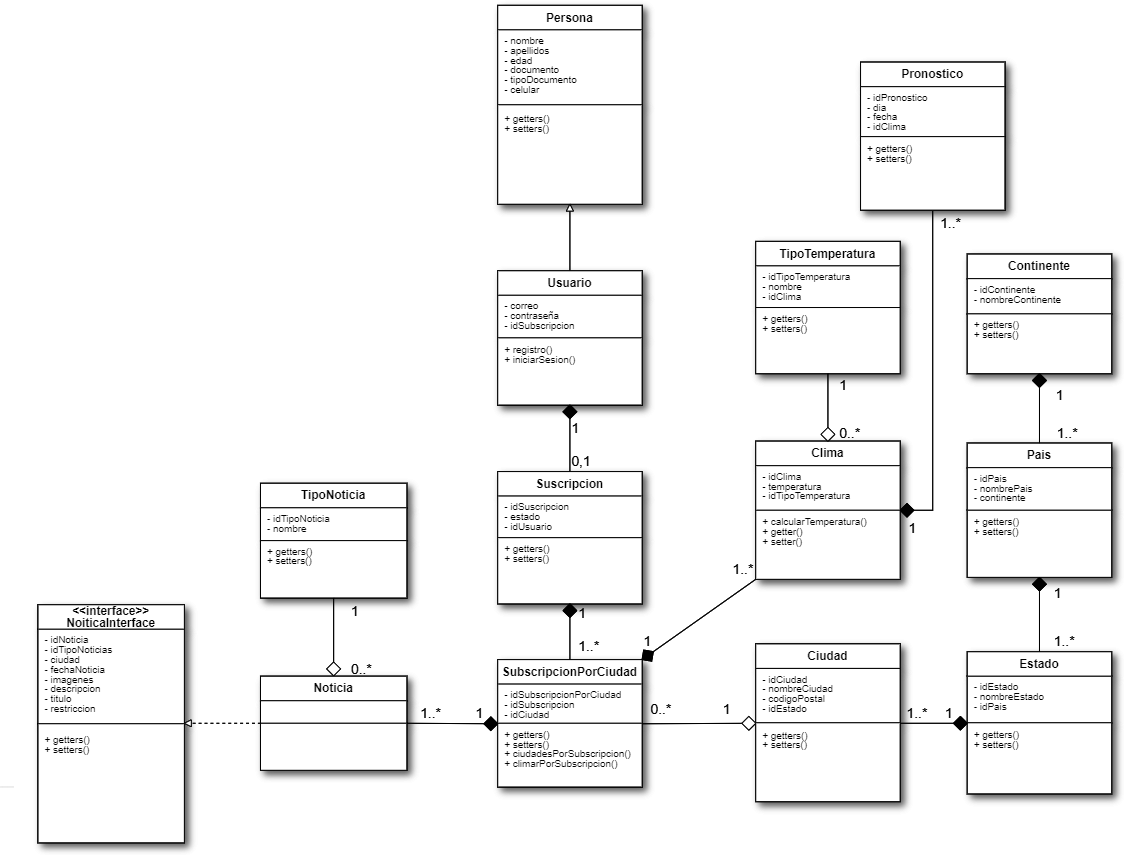 Persona
- nombre
- apellidos
- edad
- documento
- tipoDocumento
- celular
+ getters()
+ setters()
Pronostico
- idPronostico
- dia
- fecha
- idClima
+ getters()
+ setters()
1..*
Usuario
- correo
- contraseña
- idSubscripcion
+ registro()
+ iniciarSesion()
1
0,1
TipoTemperatura
- idTipoTemperatura
- nombre
- idClima
+ getters()
+ setters()
1
0..*
Continente
- idContinente
- nombreContinente
+ getters()
+ setters()
1
1..*
Clima
- idClima
- temperatura
- idTipoTemperatura
+ calcularTemperatura()
+ getter()
+ setter()
1
1..*
1
Pais
- idPais
- nombrePais
- continente
+ getters()
+ setters()
1
1..*
Suscripcion
- idSuscripcion
- estado
- idUsuario
+ getters()
+ setters()
1
1..*
TipoNoticia
- idTipoNoticia
- nombre
+ getters()
+ setters()
1
0..*
<<interface>>
NoiticaInterface
- idNoticia
- idTipoNoticias
- ciudad
- fechaNoticia
- imagenes
- descripcion
- titulo
- restriccion
+ getters()
+ setters()
Noticia
1..*
1
SubscripcionPorCiudad
- idSubscripcionPorCiudad
- idSubscripcion
- idCiudad
+ getters()
+ setters()
+ ciudadesPorSubscripcion()
+ climarPorSubscripcion()
0..*
1
Ciudad
- idCiudad
- nombreCiudad
- codigoPostal
- idEstado
+ getters()
+ setters()
1..*
1
Estado
- idEstado
- nombreEstado
- idPais
+ getters()
+ setters()